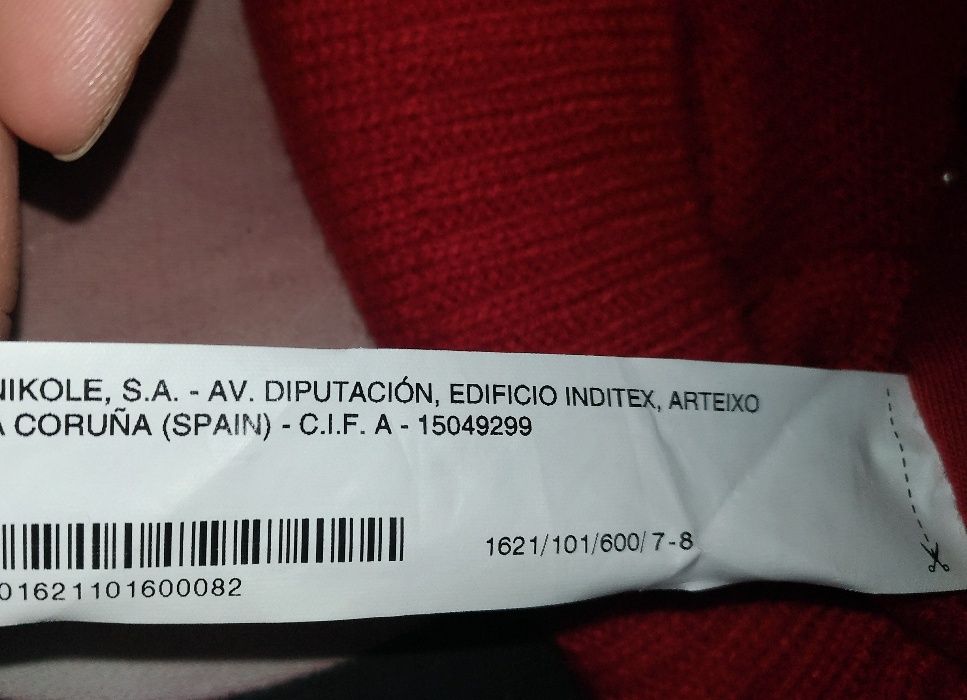 NIKOLE, S.A. - AV. DIPUTACIÓN, EDIFICIO INDITEX, ARTEIXO
A CORUÑA (SPAIN) - C.I.F. A - 15049299
1621/101/600/ 7-8
01621101600082